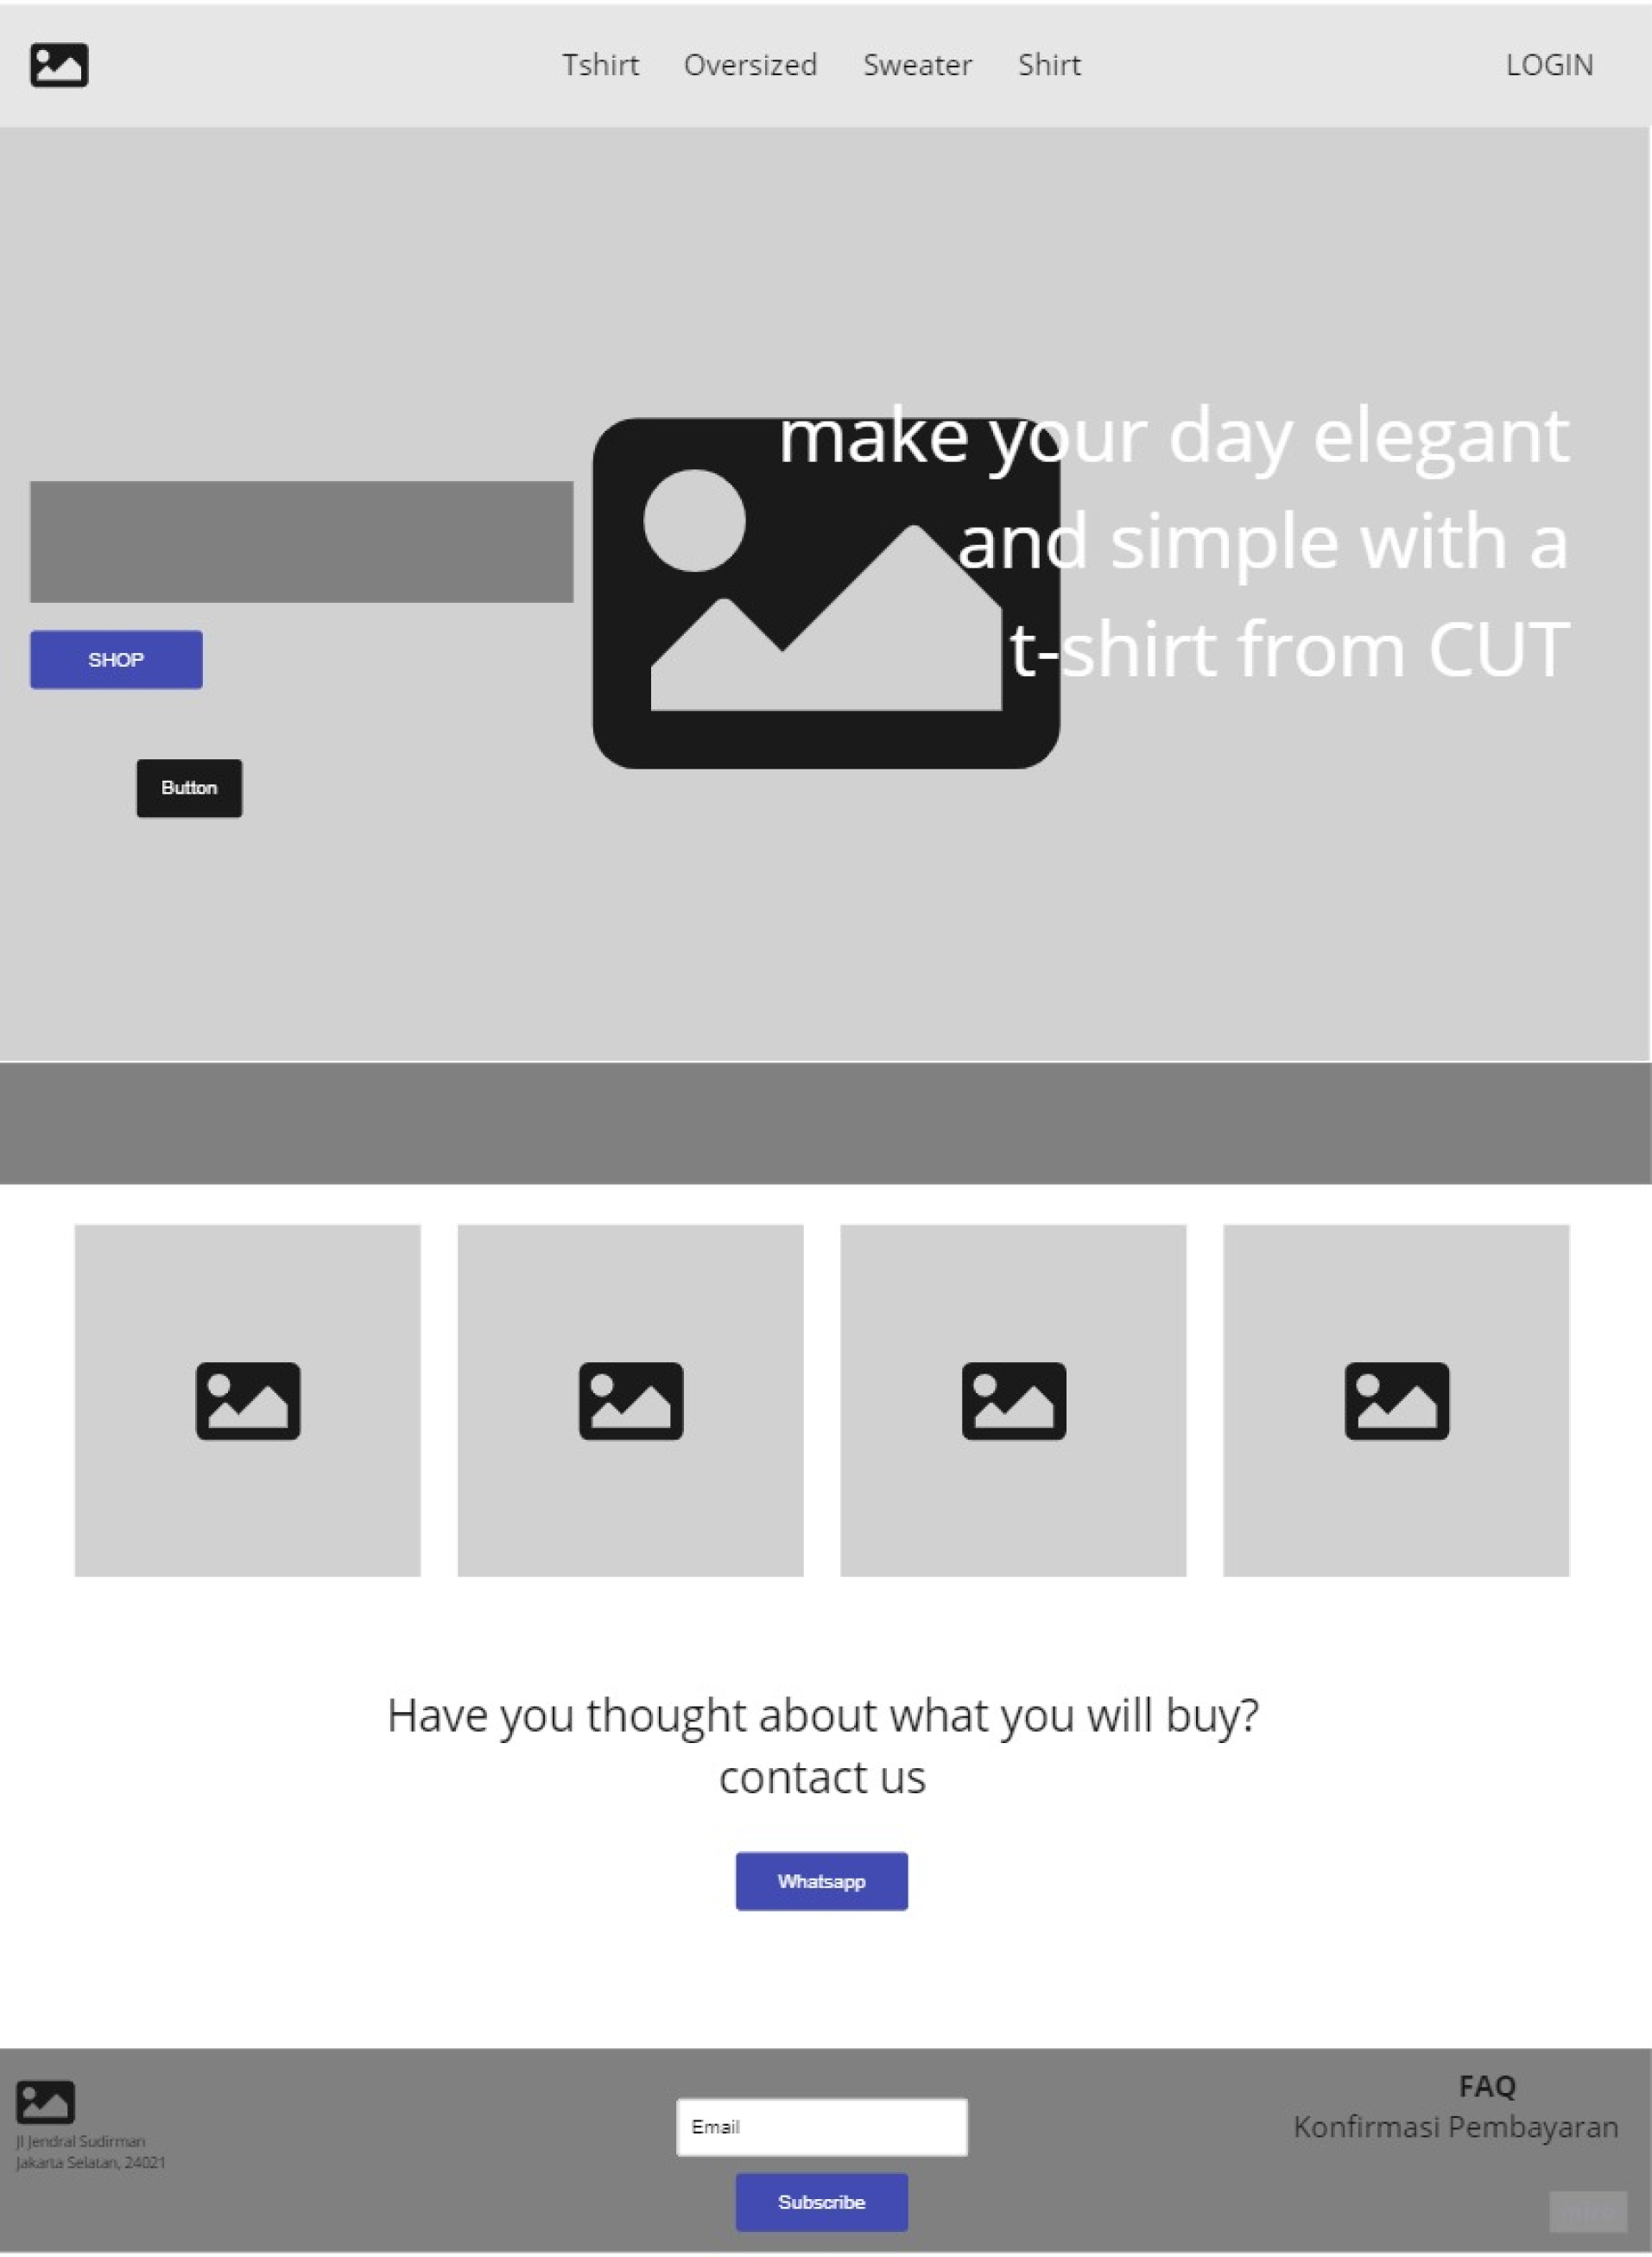 Tshirt Oversized Sweater Shirt LOGIN
make your day elegant
and simple with a
t-shirt from CUT
SHOP
Button
Have you thought about what you will buy?
contact us
Whatsapp
Jl Jendral Sudirman
Jakarta Selatan, 24021
Email
Subscribe
FAQ
Konfirmasi Pembayaran